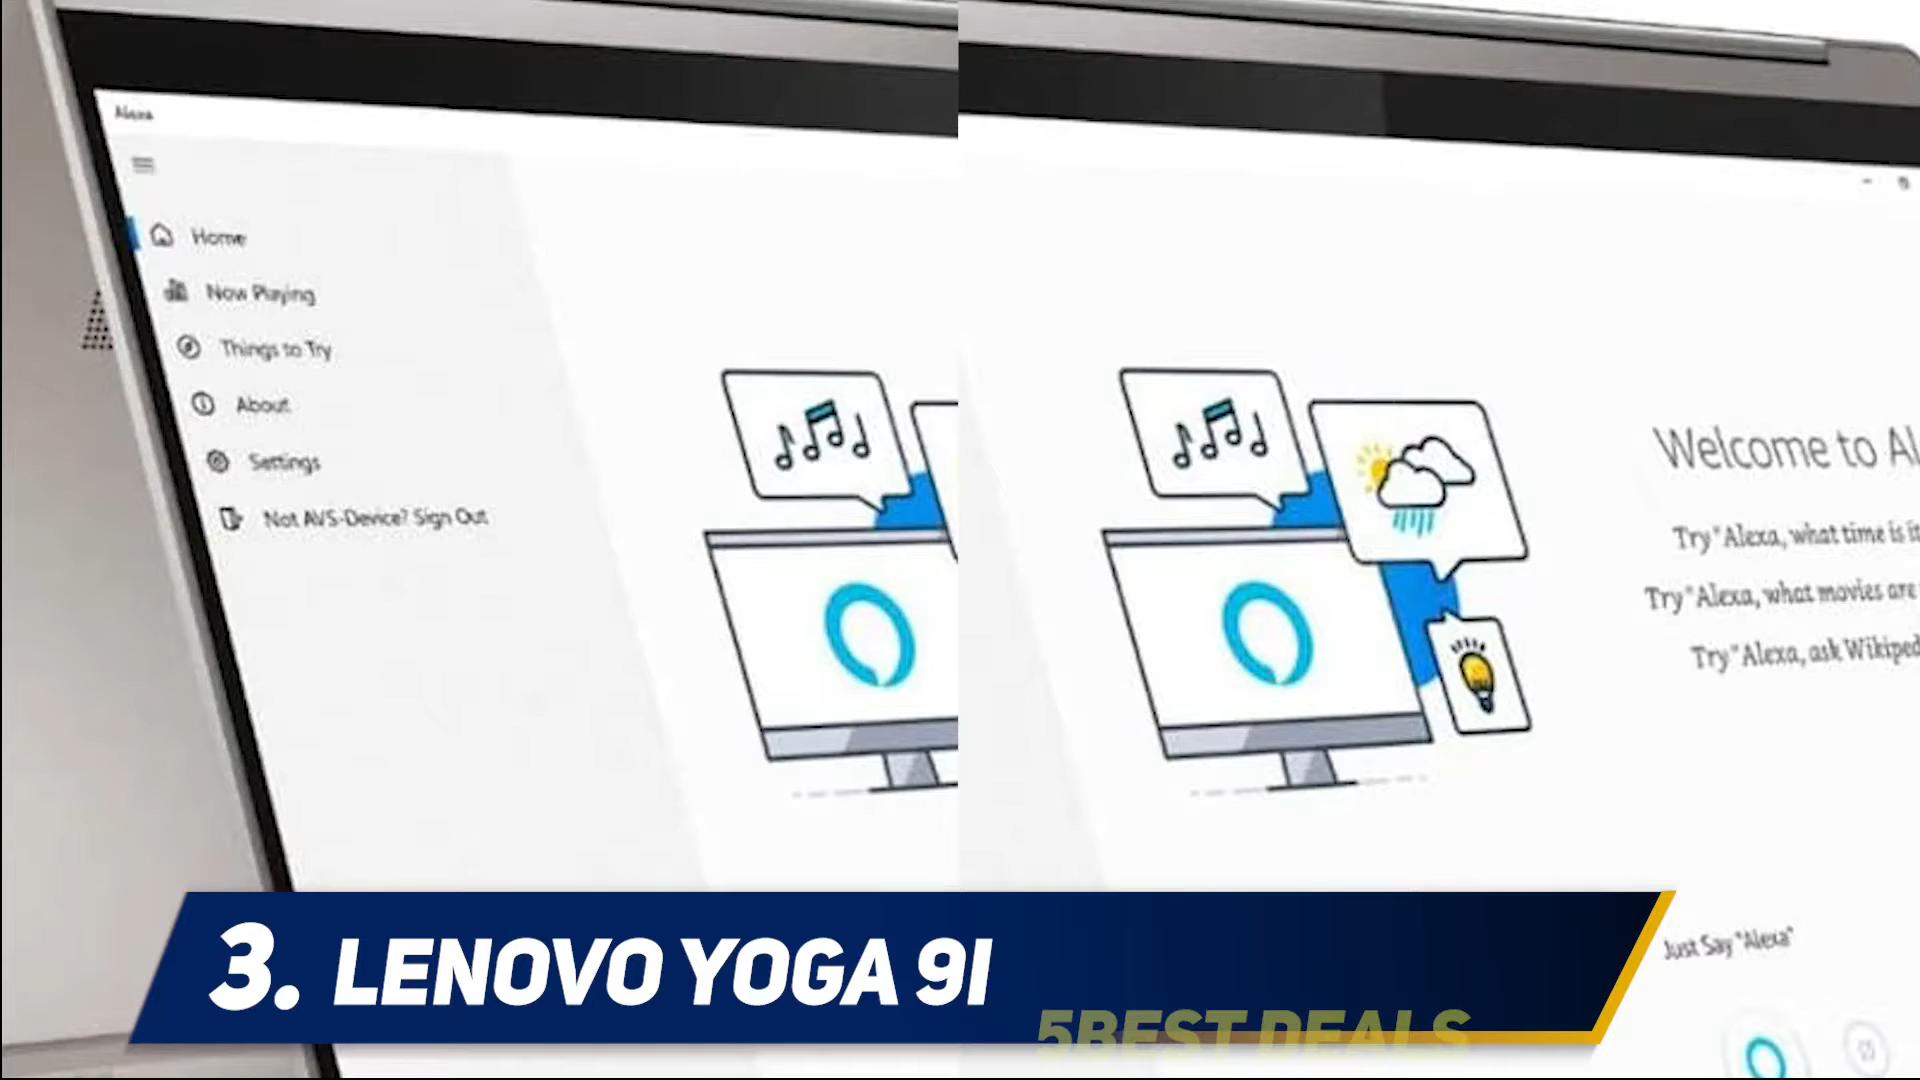 Alexa
Home
Now Playing
Things to Try
About
Settings
Not AVS-Device? Sign Out
Welcome to Al
Try "Alexa, what time is it
Try "Alexa, what movies are
Try "Alexa, ask Wikiped
Just Say "Alexa"
3. LENOVO YOGA 9I
5BEST DEALS